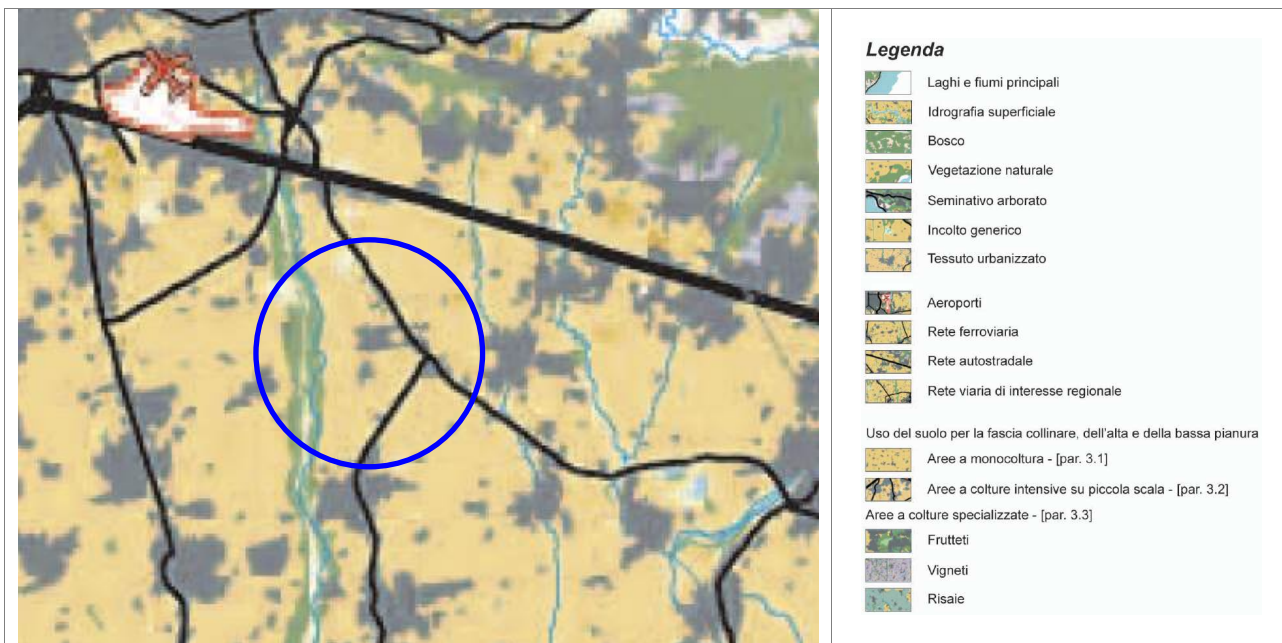 Legenda
Laghi e fiumi principali
Idrografia superficiale
Bosco
Vegetazione naturale
Seminativo arborato
Incolto generico
Tessuto urbanizzato
Aeroporti
Rete ferroviaria
Rete autostradale
Rete viaria di interesse regionale
Uso del suolo per la fascia collinare, dell'alta e della bassa pianura
Aree a monocoltura - [par. 3.1]
Aree a colture intensive su piccola scala - [par. 3.2]
Aree a colture specializzate - [par. 3.3]
Frutteti
Vigneti
Risaie